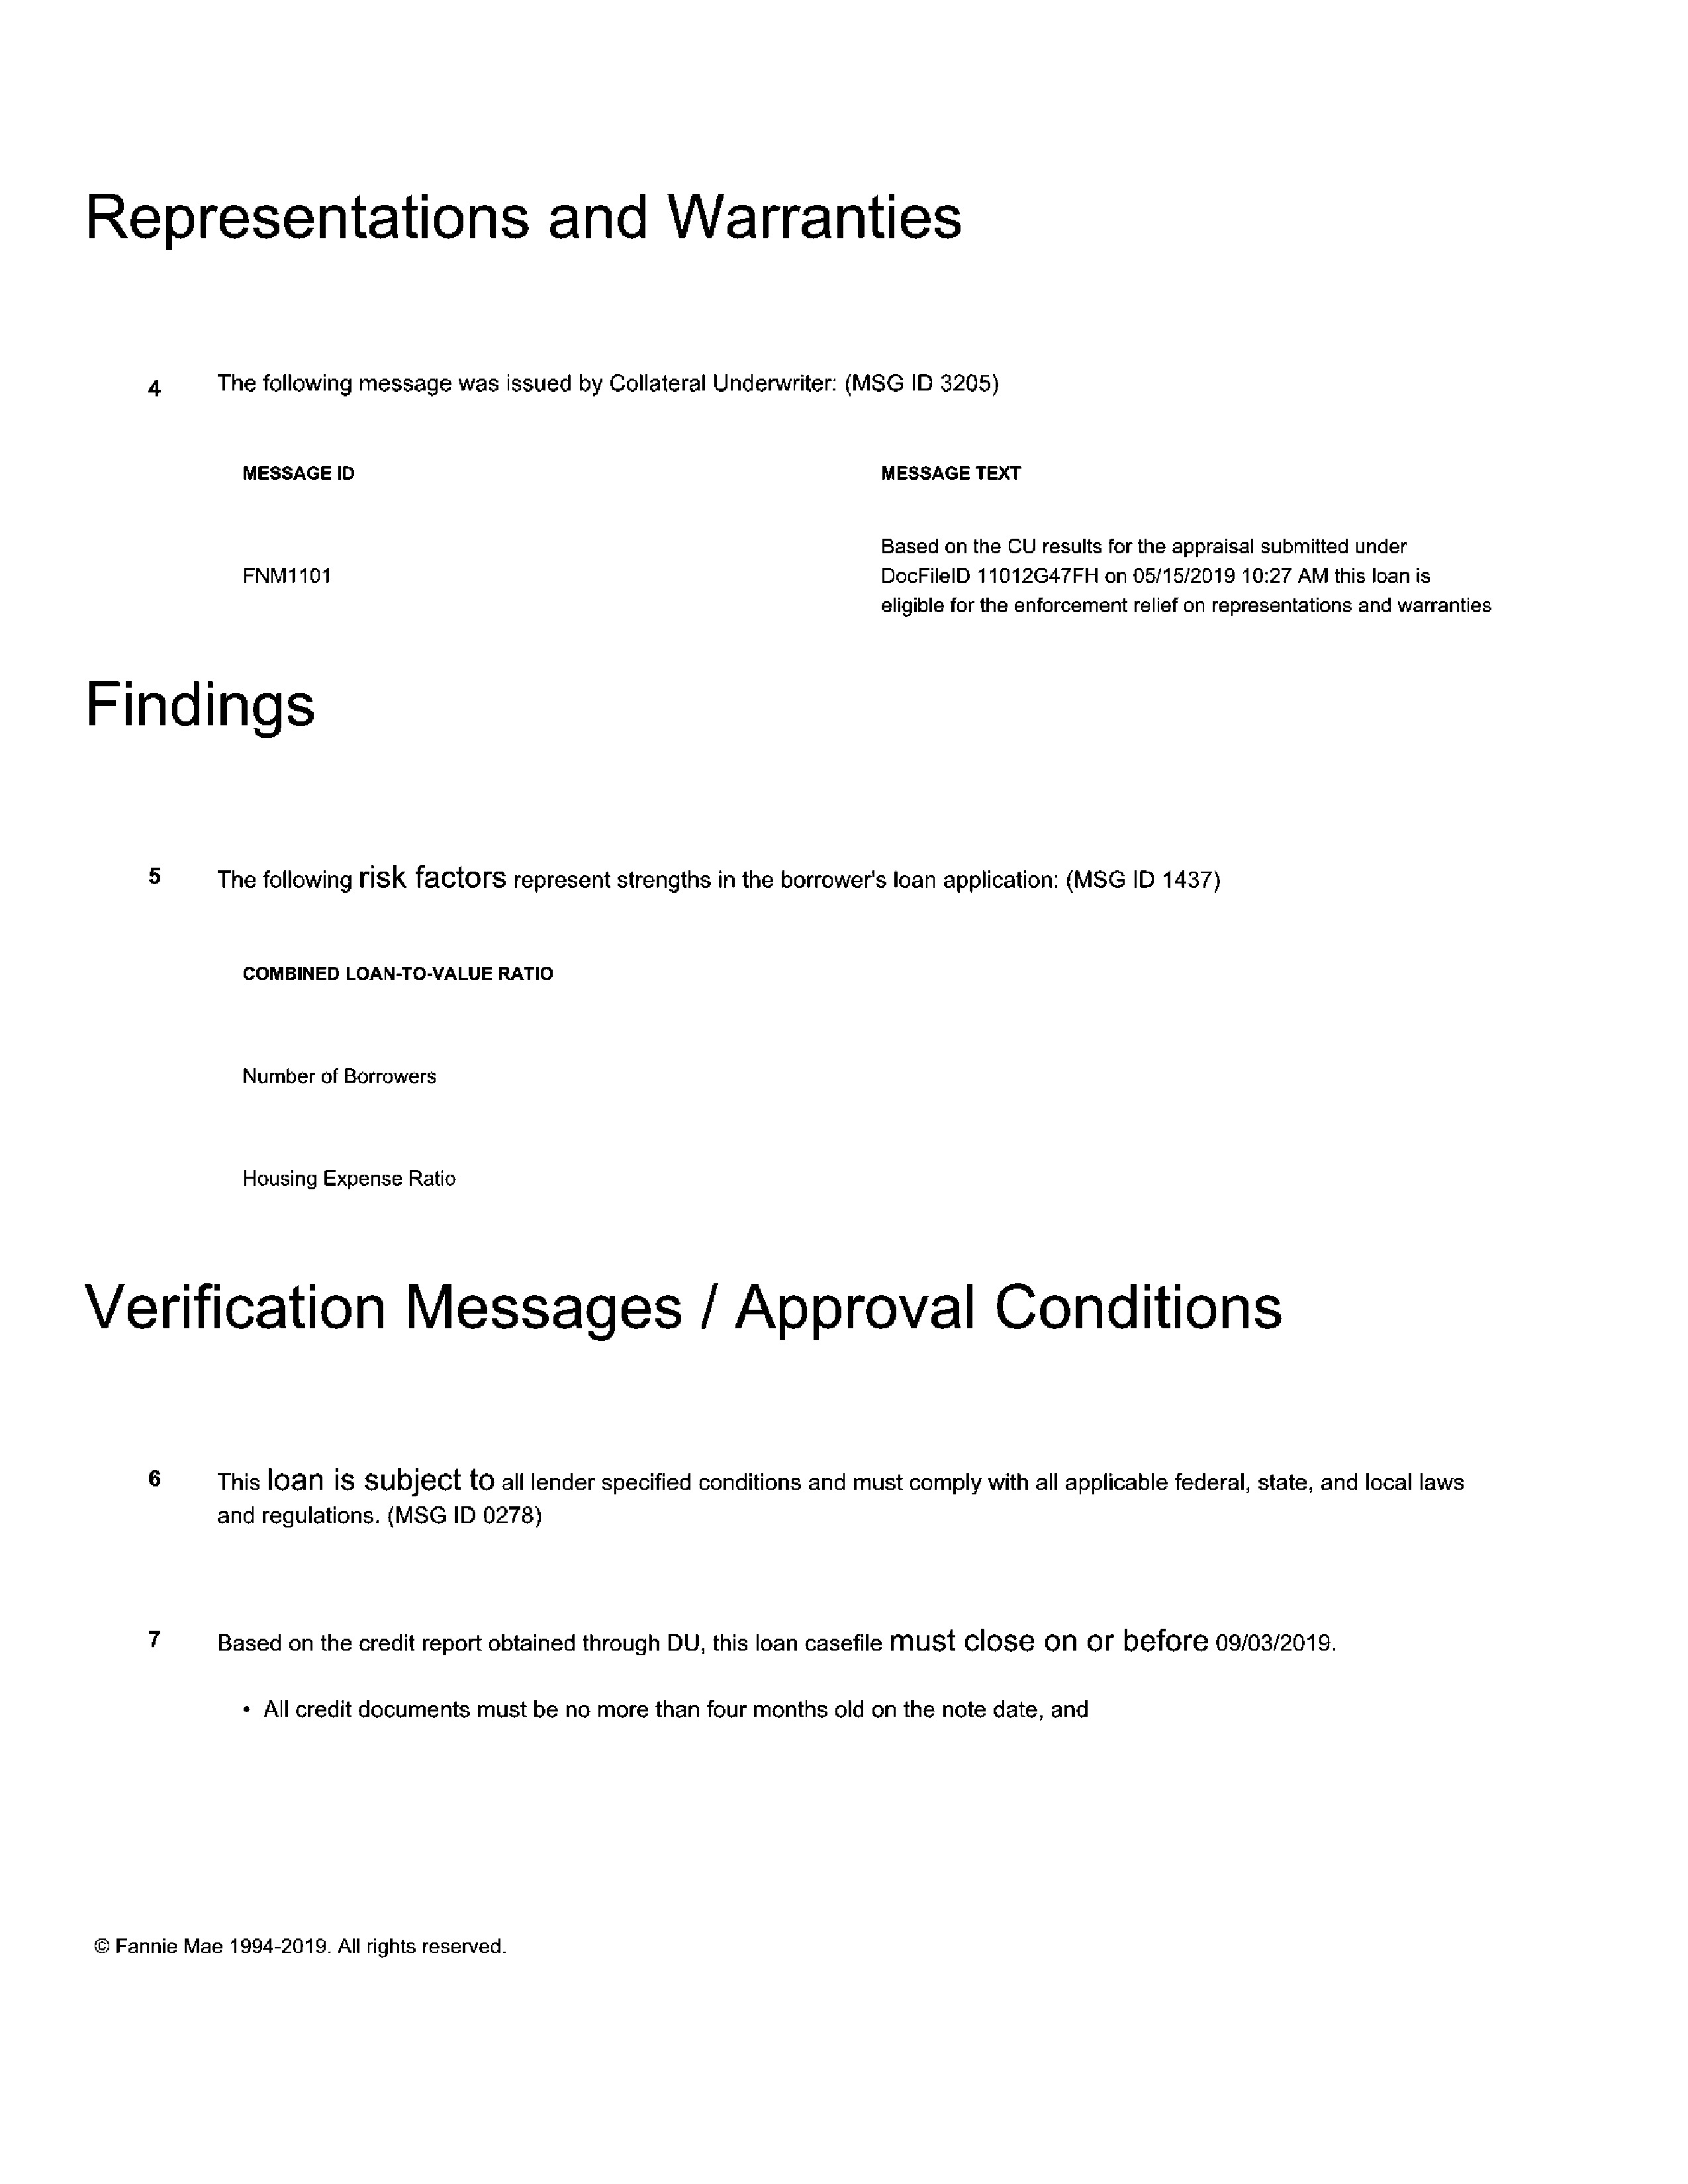 Representations and Warranties
4 The following message was issued by Collateral Underwriter: (MSG ID 3205)
MESSAGE ID MESSAGE TEXT
Based on the CU results for the appraisal submitted under
FNM1101 DocFileID 11012G47FH on 05/15/2019 10:27 AM this loan is
eligible for the enforcement relief on representations and warranties
Findings
5 The following risk factors represent strengths in the borrower's loan application: (MSG ID 1437)
COMBINED LOAN-TO-VALUE RATIO
Number of Borrowers
Housing Expense Ratio
Verification Messages / Approval Conditions
6 This loan is subject to all lender specified conditions and must comply with all applicable federal, state, and local laws
and regulations. (MSG ID 0278)
7 Based on the credit report obtained through DU, this loan casefile must close on or before 09/03/2019.
• All credit documents must be no more than four months old on the note date, and
© Fannie Mae 1994-2019. All rights reserved.